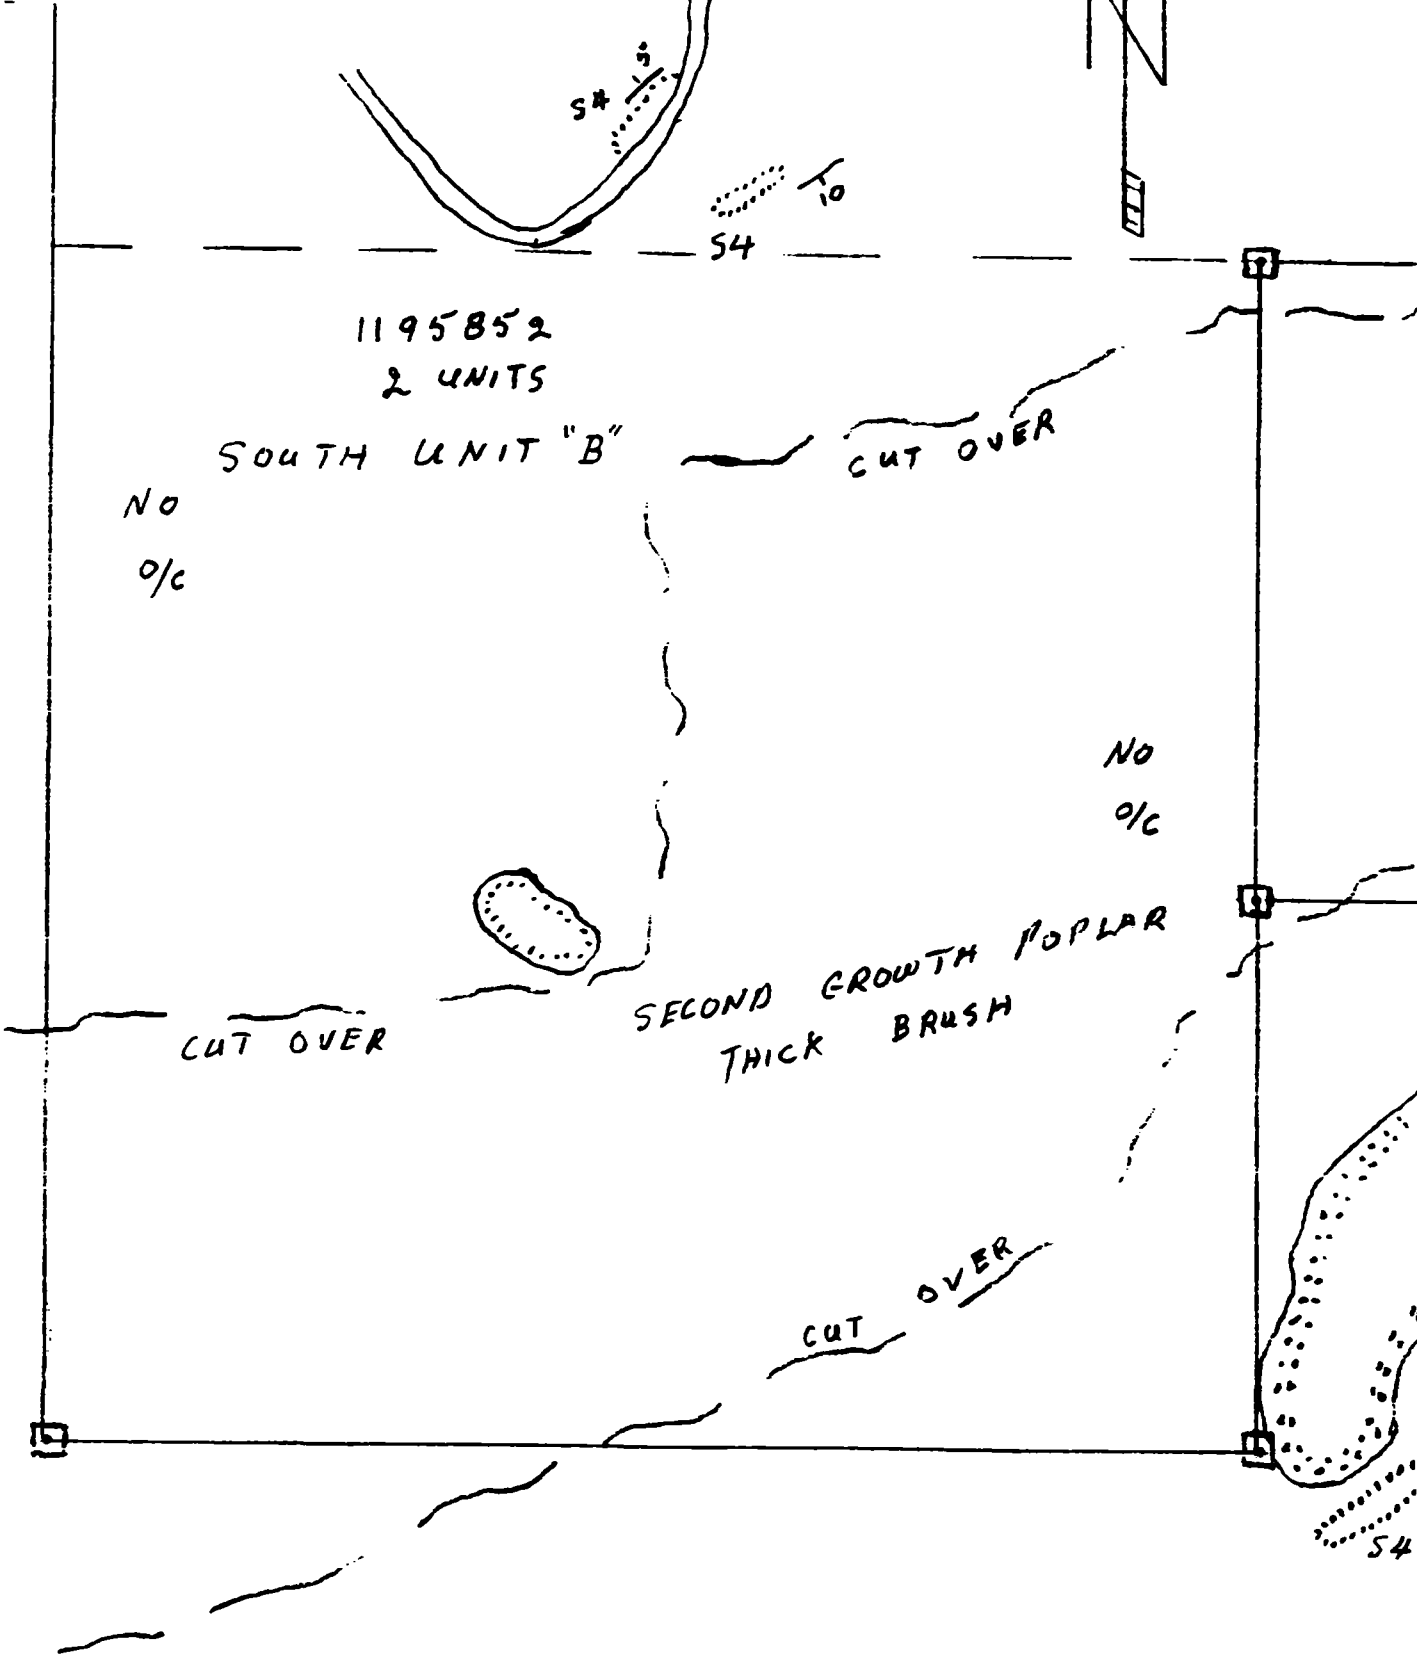 5°
S4
10
S4
1195852
2 UNITS
SOUTH UNIT "B"
CUT OVER
NO
O/C
NO
O/C
SECOND GROWTH POPLAR
THICK BRUSH
CUT OVER
CUT OVER
S4